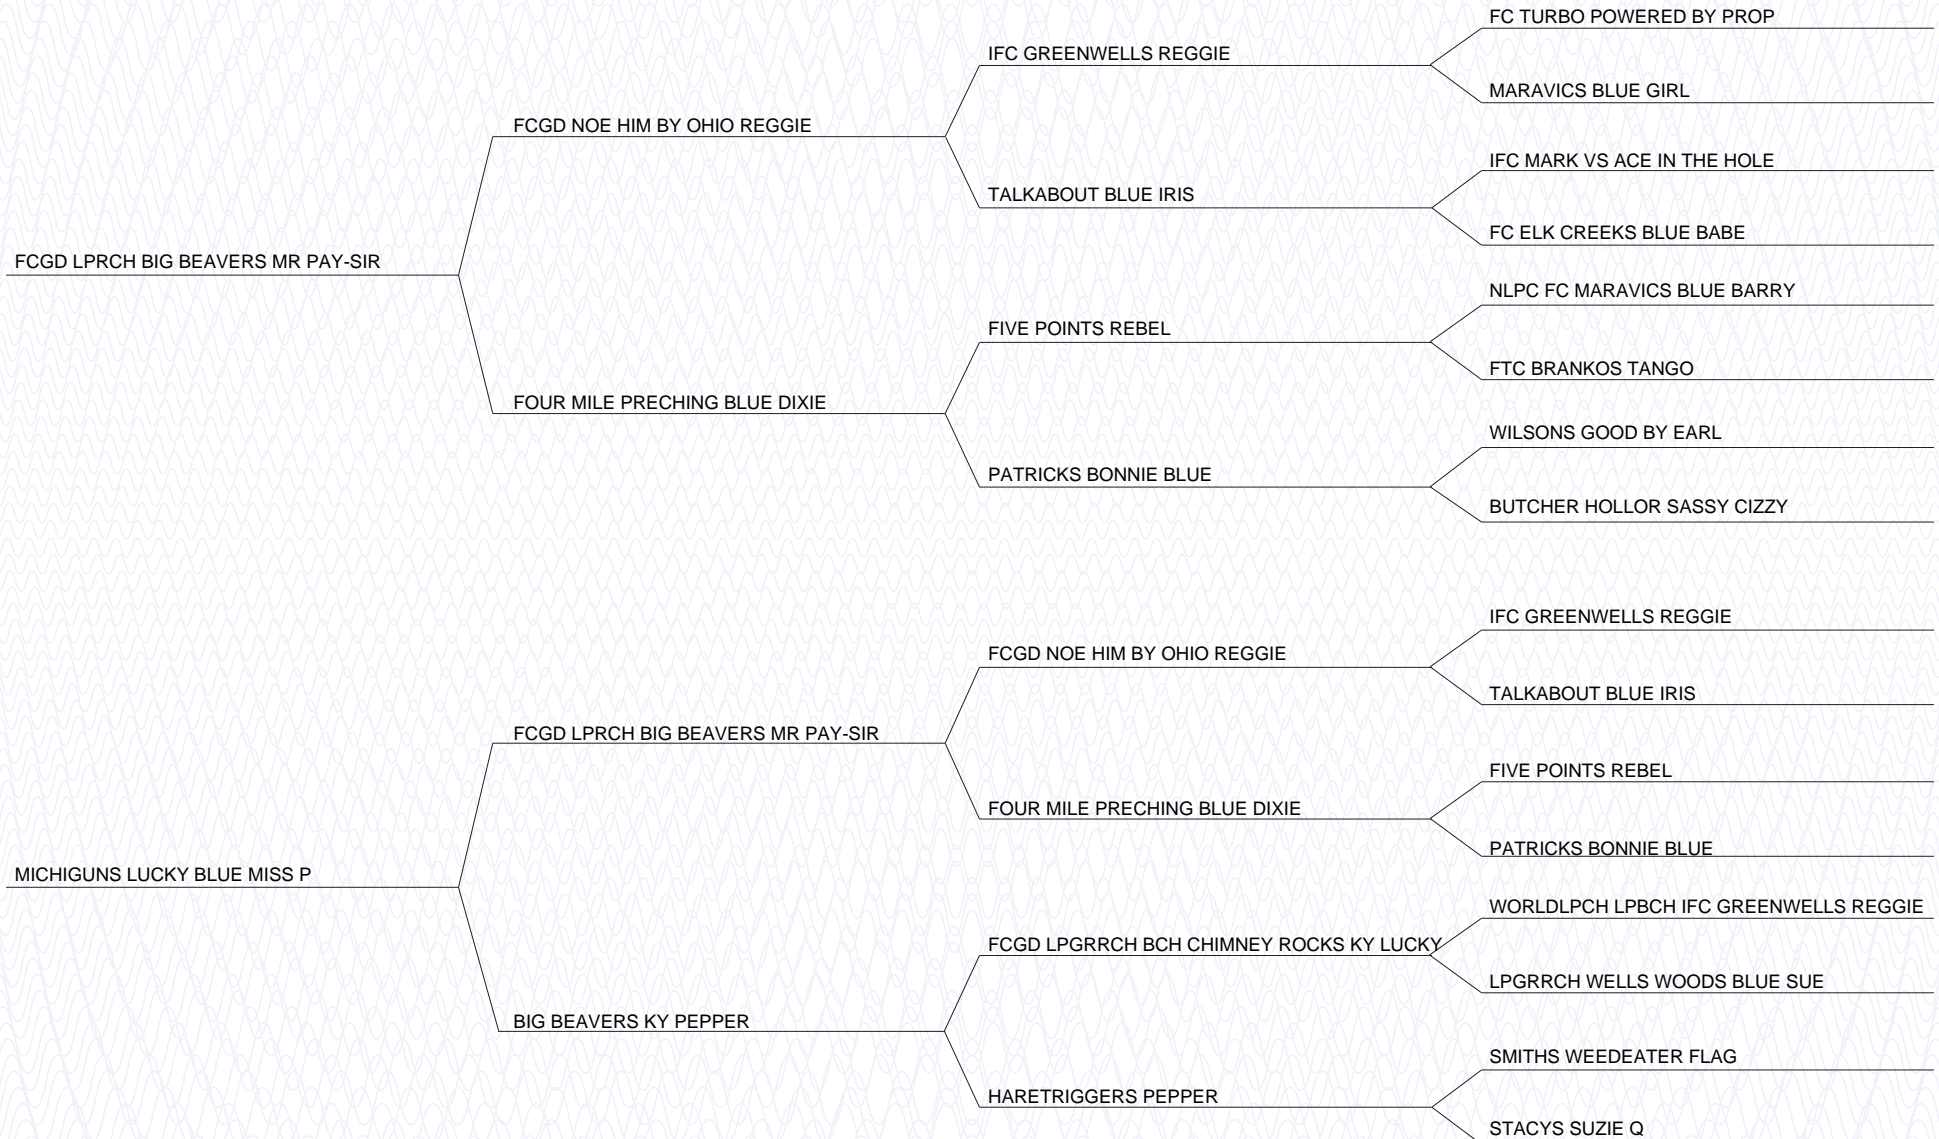 FC TURBO POWERED BY PROP
IFC GREENWELLS REGGIE
MARAVICS BLUE GIRL
FCGD NOE HIM BY OHIO REGGIE
IFC MARK VS ACE IN THE HOLE
TALKABOUT BLUE IRIS
FC ELK CREEKS BLUE BABE
FCGD LPRCH BIG BEAVERS MR PAY-SIR
NLPC FC MARAVICS BLUE BARRY
FIVE POINTS REBEL
FTC BRANKOS TANGO
FOUR MILE PRECHING BLUE DIXIE
WILSONS GOOD BY EARL
PATRICKS BONNIE BLUE
BUTCHER HOLLOR SASSY CIZZY
IFC GREENWELLS REGGIE
FCGD NOE HIM BY OHIO REGGIE
TALKABOUT BLUE IRIS
FCGD LPRCH BIG BEAVERS MR PAY-SIR
FIVE POINTS REBEL
FOUR MILE PRECHING BLUE DIXIE
PATRICKS BONNIE BLUE
MICHIGUNS LUCKY BLUE MISS P
WORLDLPCH LPBCH IFC GREENWELLS REGGIE
FCGD LPGRRCH BCH CHIMNEY ROCKS KY LUCKY
LPGRRCH WELLS WOODS BLUE SUE
BIG BEAVERS KY PEPPER
SMITHS WEEDEATER FLAG
HARETRIGGERS PEPPER
STACYS SUZIE Q